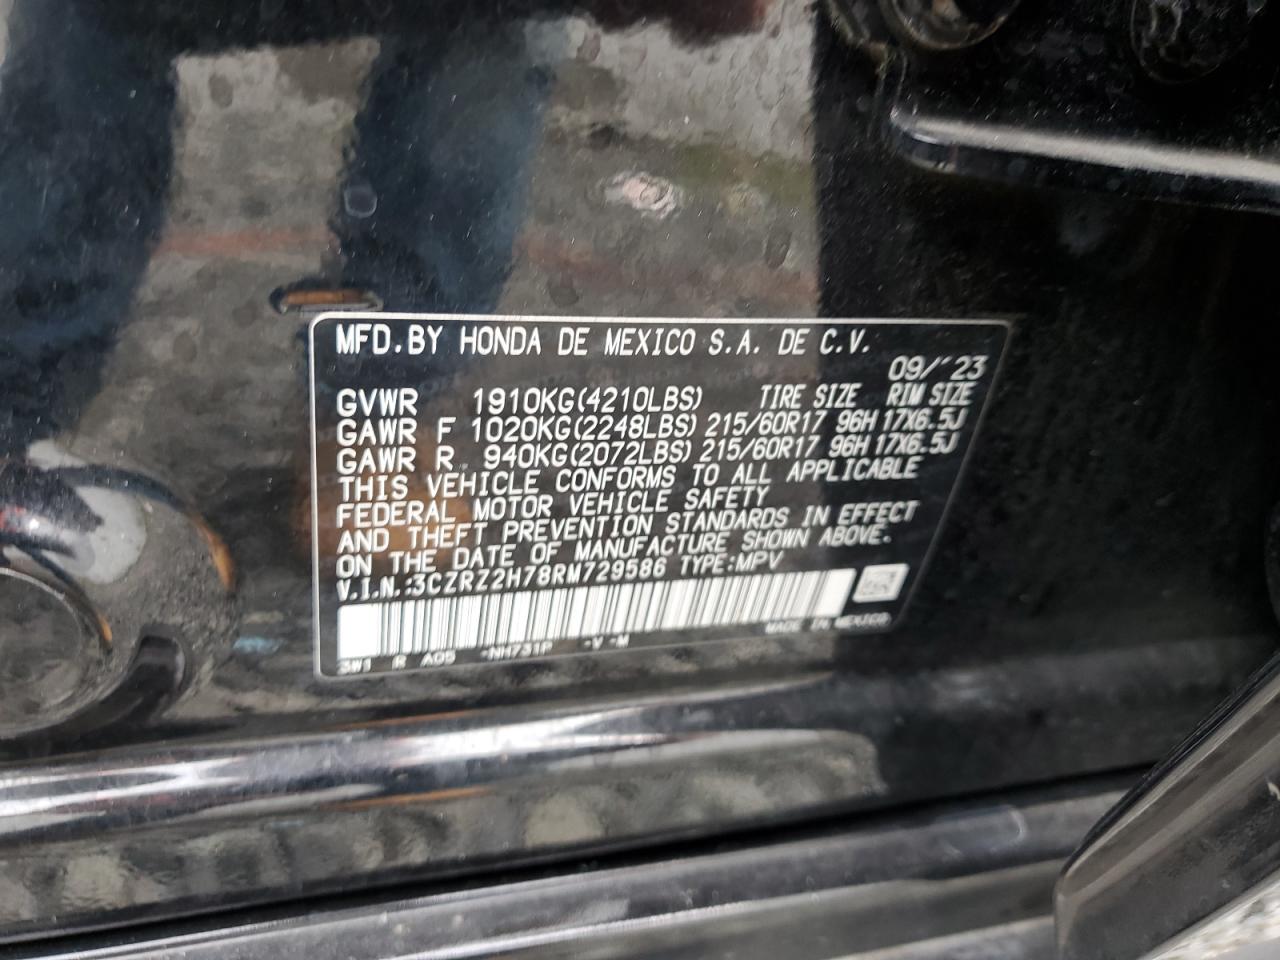 MFD.BY HONDA DE MEXICO S.A. DE C.V.
09/'23
GVWR 1910KG(4210LBS) TIRE SIZE RIM SIZE
GAWR F 1020KG(2248LBS) 215/60R17 96H 17X6.5J
GAWR R 940KG(2072LBS) 215/60R17 96H 17X6.5J
THIS VEHICLE CONFORMS TO ALL APPLICABLE
FEDERAL MOTOR VEHICLE SAFETY
AND THEFT PREVENTION STANDARDS IN EFFECT
ON THE DATE OF MANUFACTURE SHOWN ABOVE.
V.I.N.:3CZRZ2H78RM729586 TYPE:MPV
MADE IN MEXICO
3W1 R A05 -NH731P -V -M